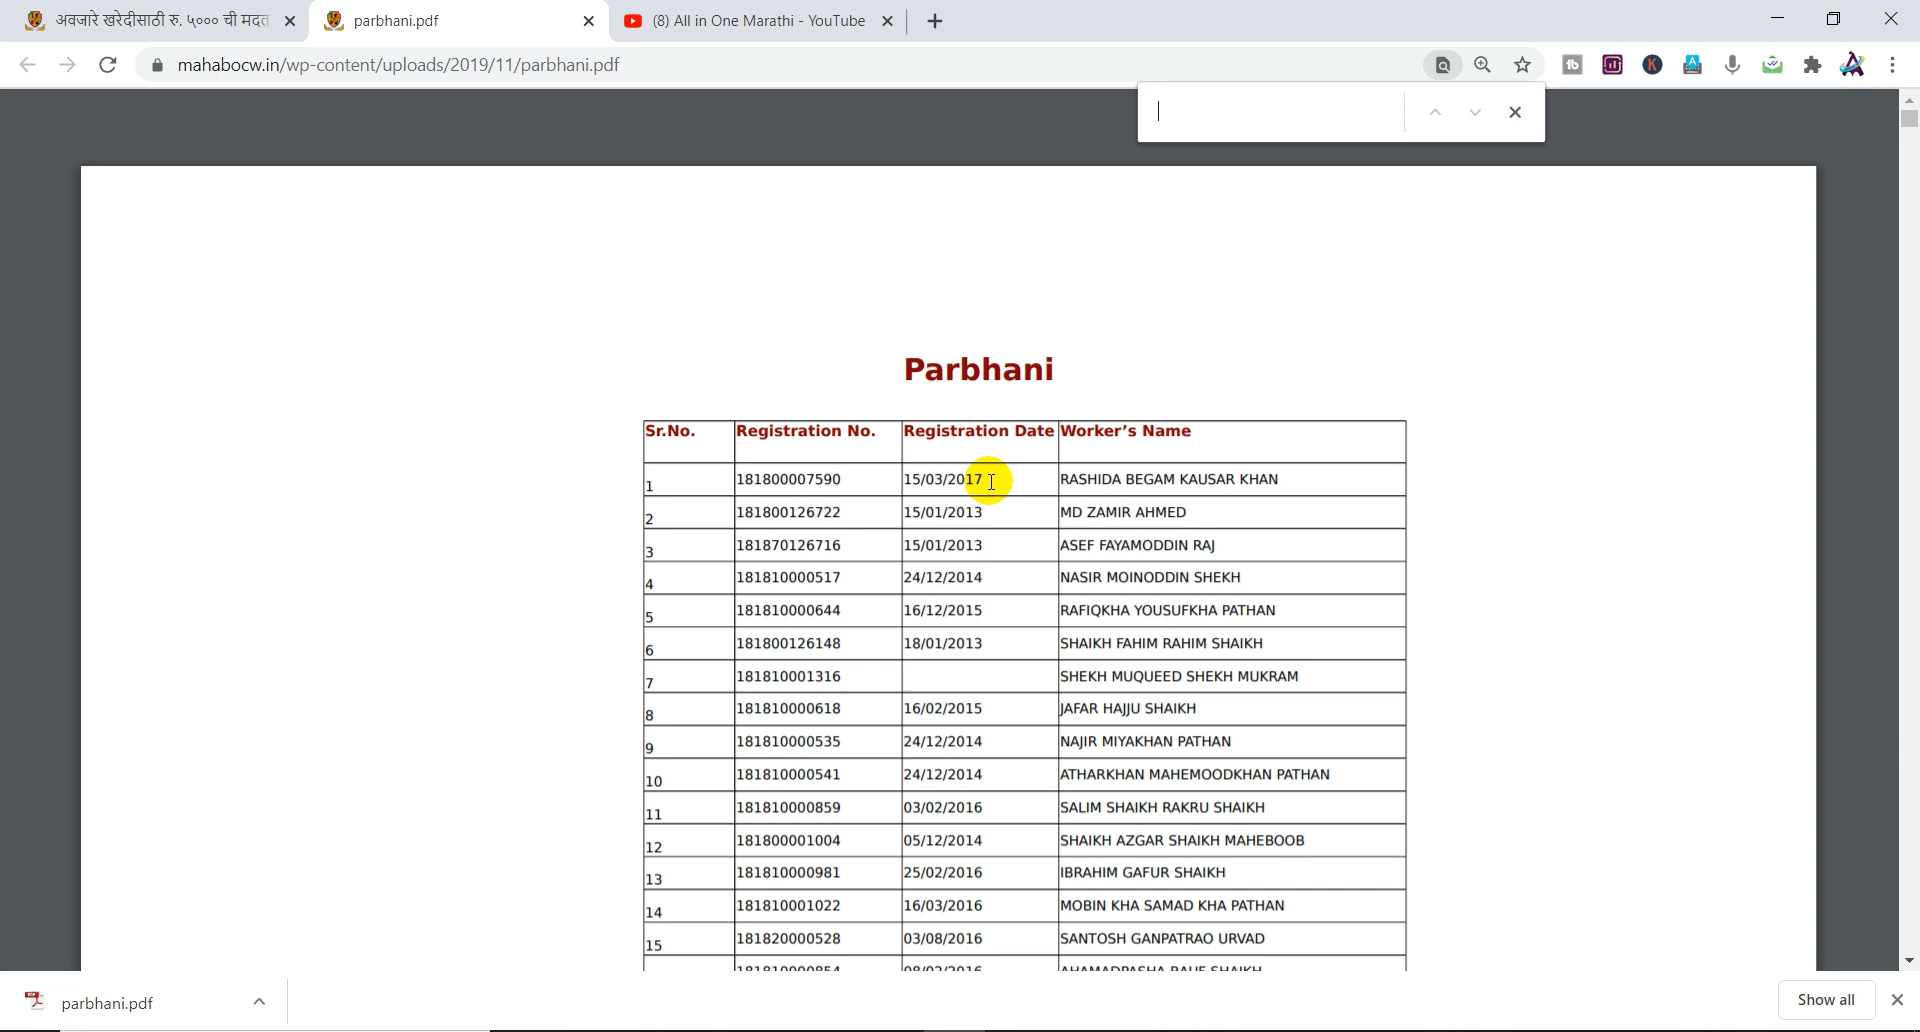 अवजारे खरेदीसाठी रु. ५००० ची मदत
parbhani.pdf
(8) All in One Marathi - YouTube
mahabocw.in/wp-content/uploads/2019/11/parbhani.pdf
Parbhani
Sr.No. Registration No. Registration Date Worker’s Name
1 181800007590 15/03/2017 RASHIDA BEGAM KAUSAR KHAN
2 181800126722 15/01/2013 MD ZAMIR AHMED
3 181870126716 15/01/2013 ASEF FAYAMODDIN RAJ
4 181810000517 24/12/2014 NASIR MOINODDIN SHEKH
5 181810000644 16/12/2015 RAFIQKHA YOUSUFKHA PATHAN
6 181800126148 18/01/2013 SHAIKH FAHIM RAHIM SHAIKH
7 181810001316 SHEKH MUQUEED SHEKH MUKRAM
8 181810000618 16/02/2015 JAFAR HAJJU SHAIKH
9 181810000535 24/12/2014 NAJIR MIYAKHAN PATHAN
10 181810000541 24/12/2014 ATHARKHAN MAHEMOODKHAN PATHAN
11 181810000859 03/02/2016 SALIM SHAIKH RAKRU SHAIKH
12 181800001004 05/12/2014 SHAIKH AZGAR SHAIKH MAHEBOOB
13 181810000981 25/02/2016 IBRAHIM GAFUR SHAIKH
14 181810001022 16/03/2016 MOBIN KHA SAMAD KHA PATHAN
15 181820000528 03/08/2016 SANTOSH GANPATRAO URVAD
181810000854 08/02/2016 AHAMADPASHA RAUF SHAIKH
parbhani.pdf
Show all